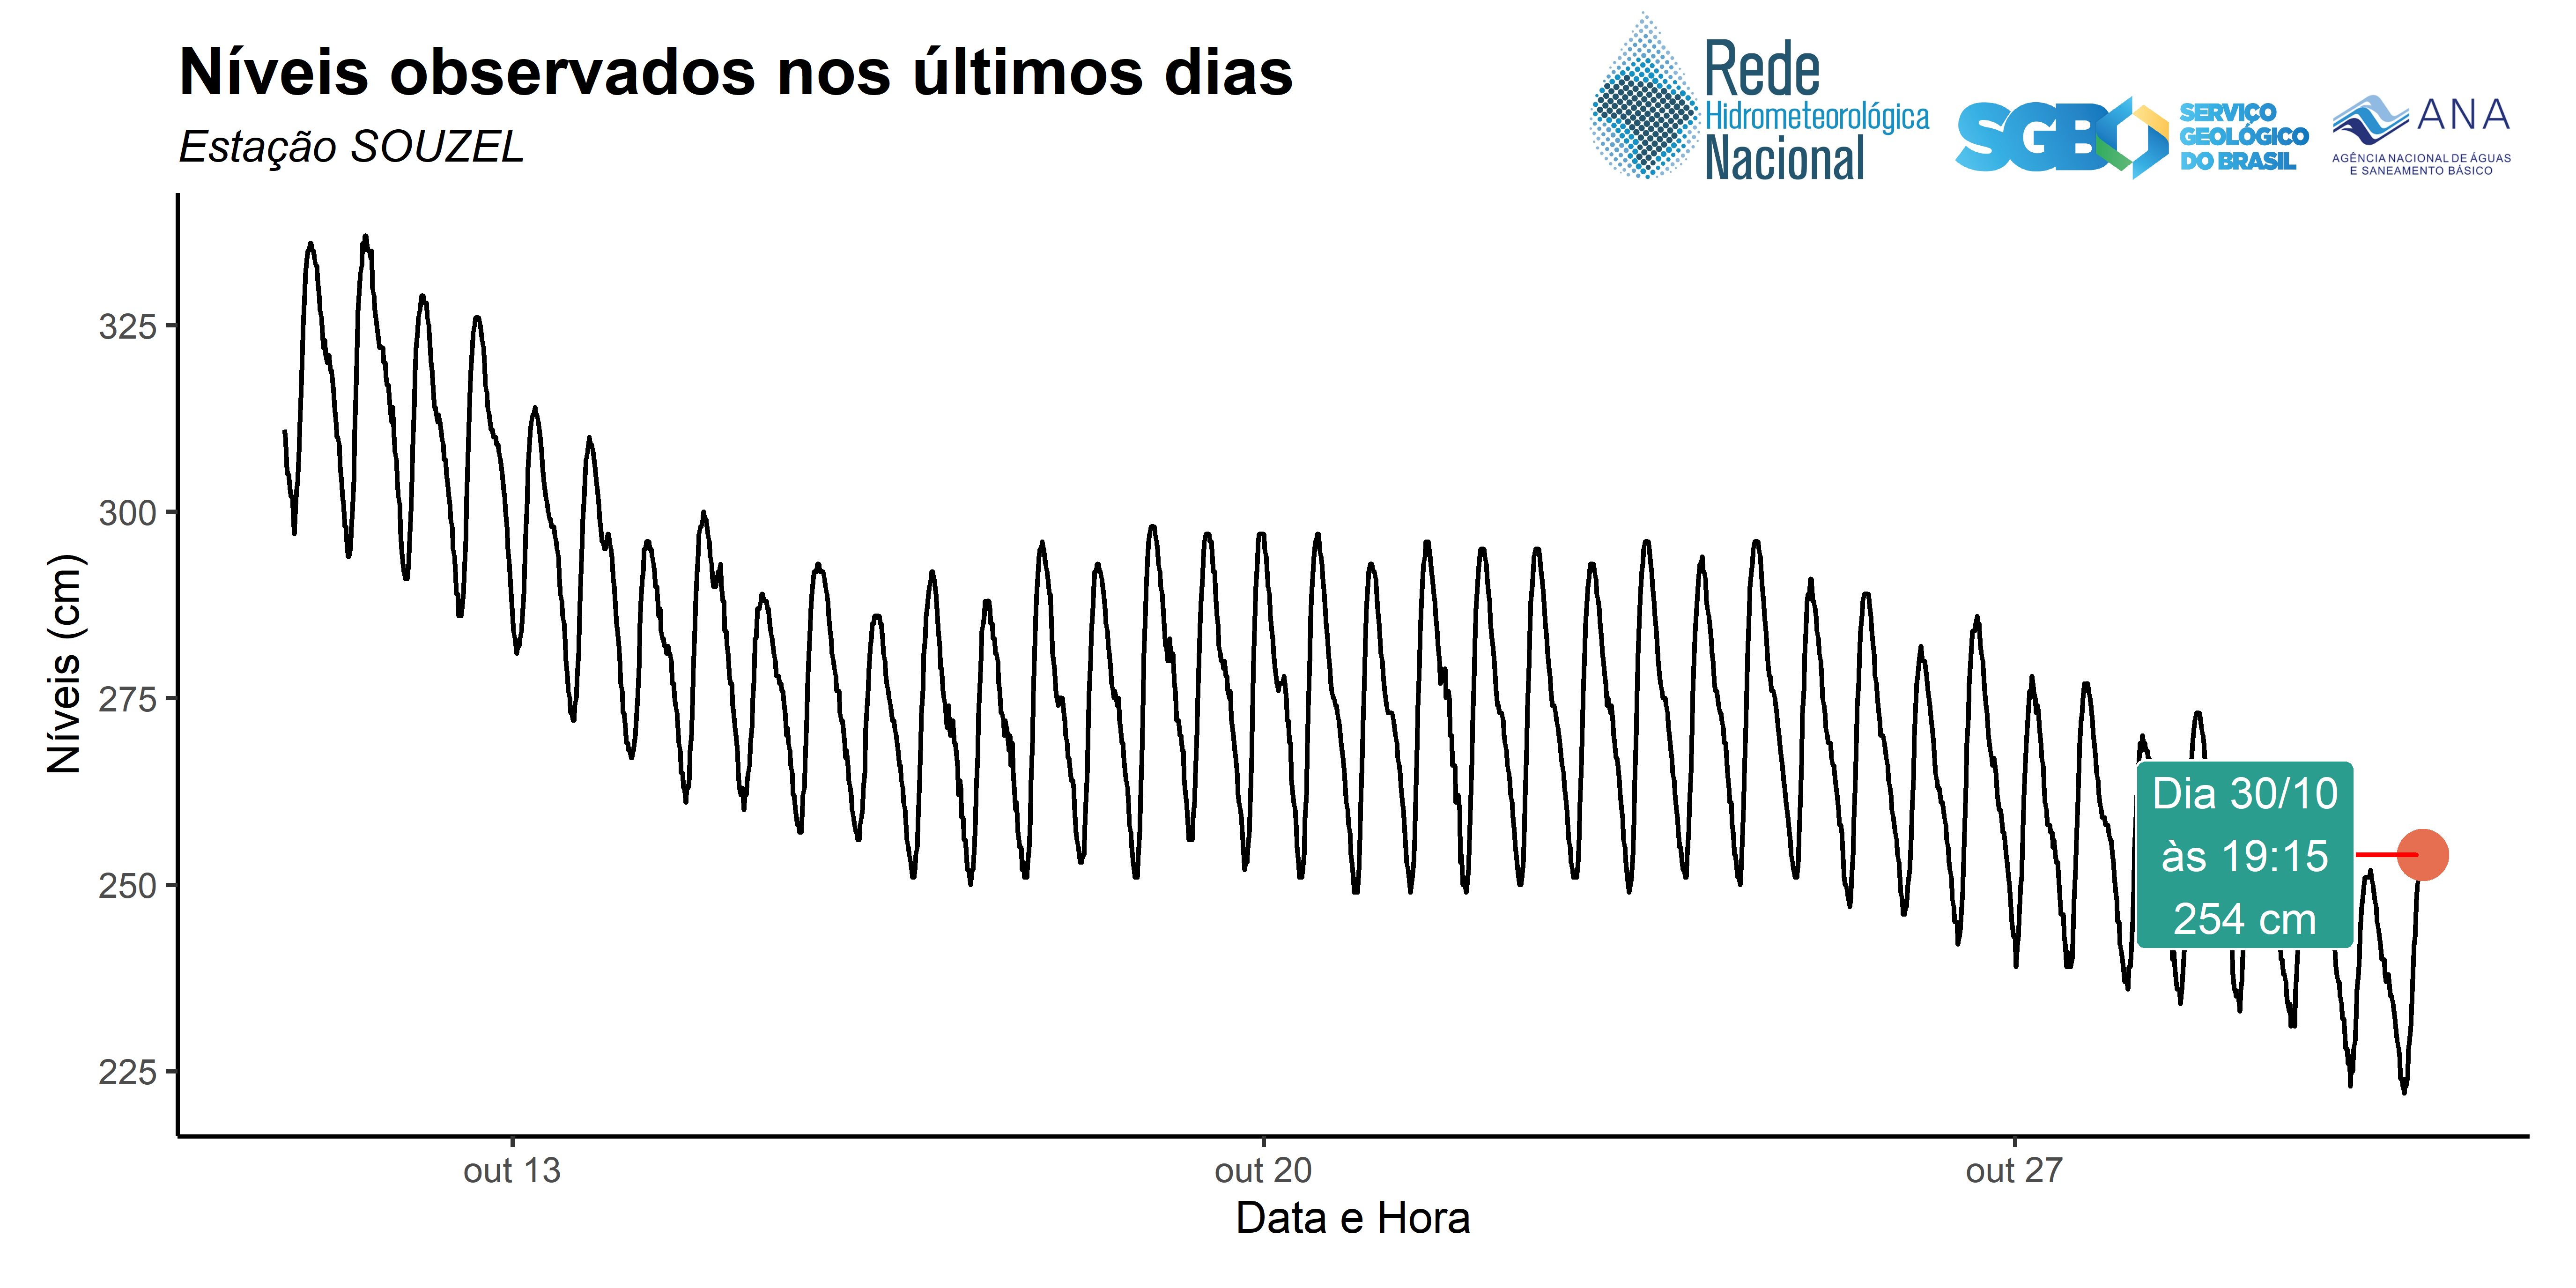 Níveis observados nos últimos dias
Estação SOUZEL
Rede
Hidrometeorológica
Nacional
SGB
SERVIÇO
GEOLÓGICO
DO BRASIL
ANA
AGÊNCIA NACIONAL DE ÁGUAS
E SANEAMENTO BÁSICO
Níveis (cm)
325
300
275
250
225
Dia 30/10
às 19:15
254 cm
out 13
out 20
out 27
Data e Hora